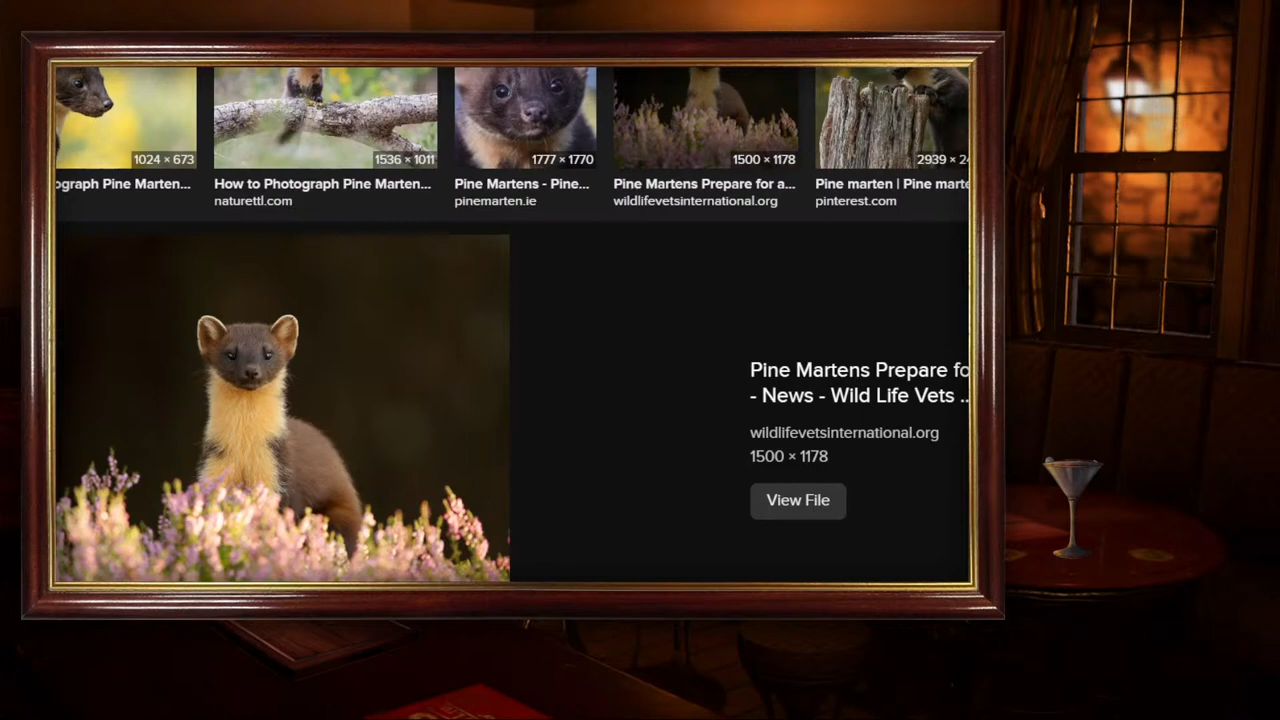 1024 × 673
1536 × 1011
1777 × 1770
1500 × 1178
2939 × 24
ograph Pine Marten...
How to Photograph Pine Marten...
Pine Martens - Pine...
Pine Martens Prepare for a...
Pine marten | Pine marte
naturettl.com
pinemarten.ie
wildlifevetsinternational.org
pinterest.com
Pine Martens Prepare fo
- News - Wild Life Vets ..
wildlifevetsinternational.org
1500 × 1178
View File